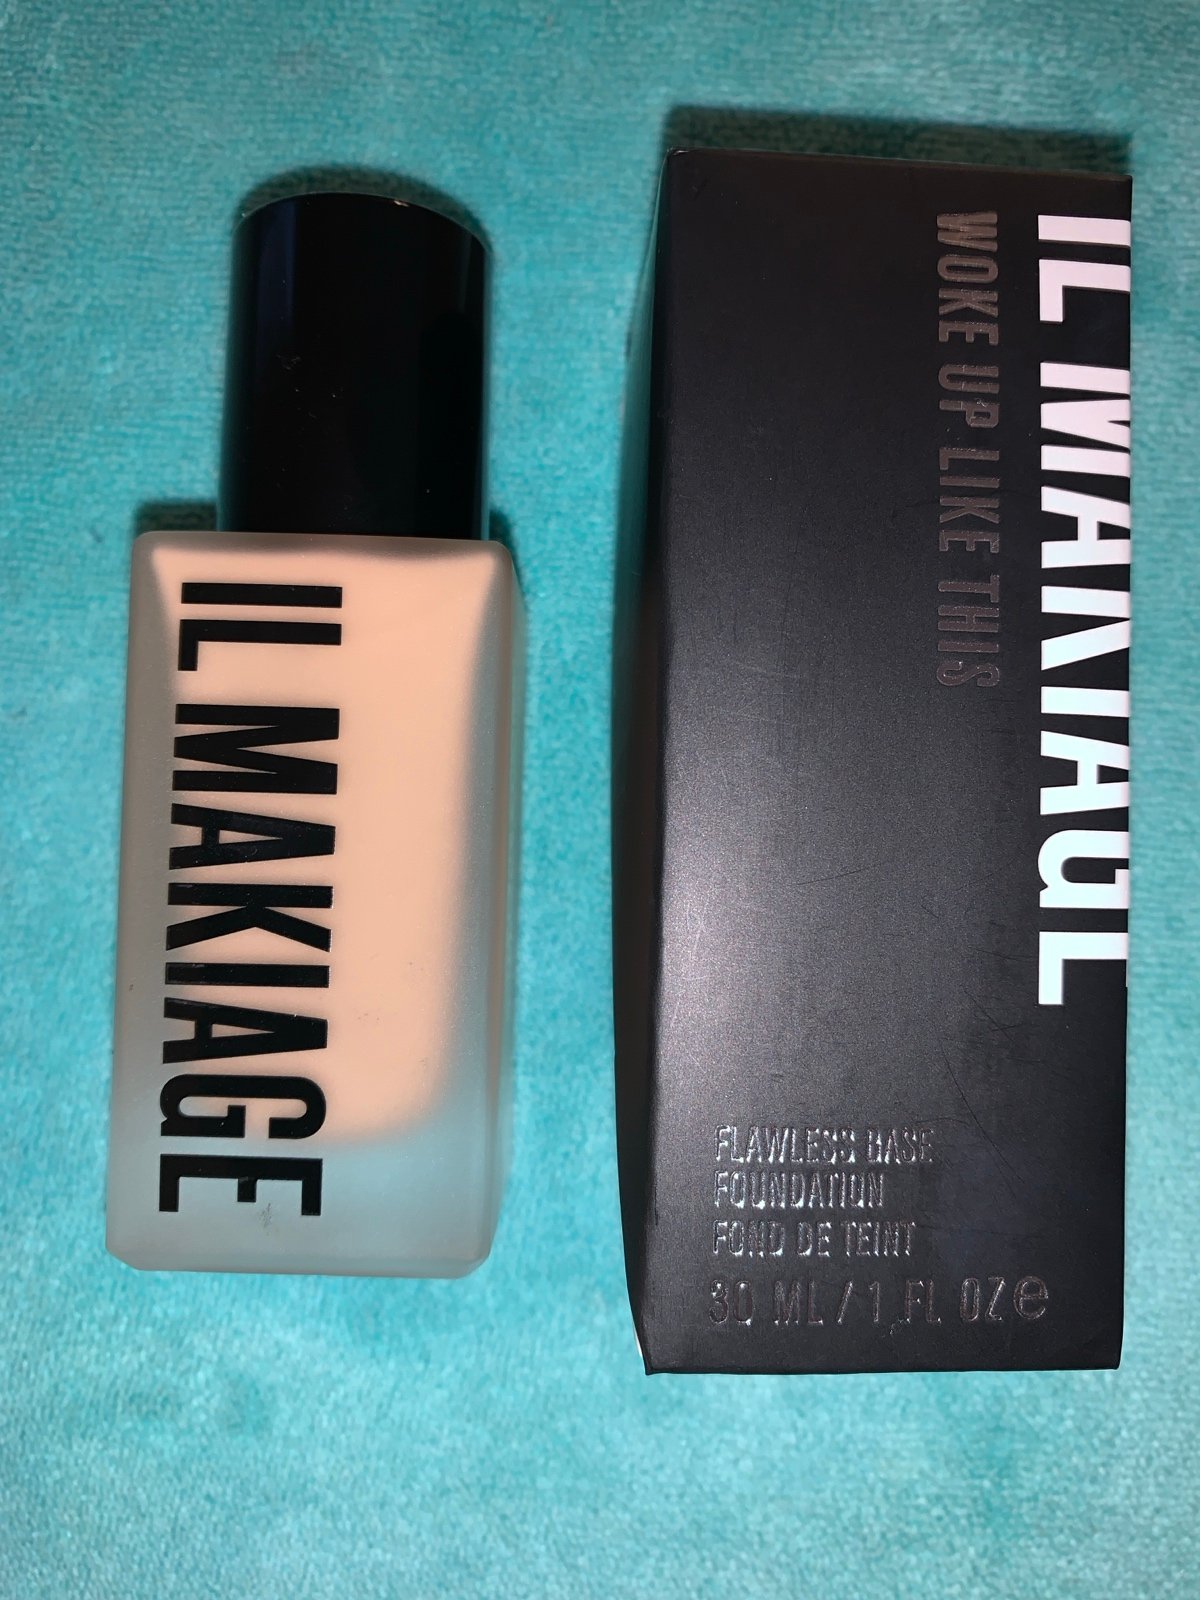 IL MAKIAGE
IL MAKIAGE
WOKE UP LIKE THIS
FLAWLESS BASE
FOUNDATION
FOND DE TEINT
30 ML / 1 FL OZ e